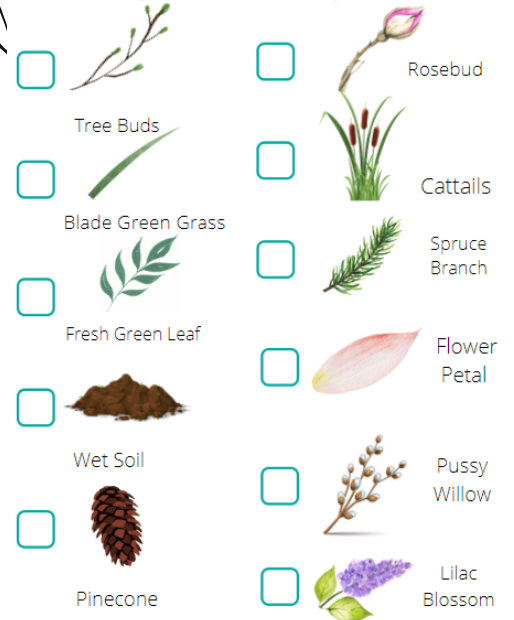 Tree Buds
Blade Green Grass
Fresh Green Leaf
Wet Soil
Pinecone
Rosebud
Cattails
Spruce
Branch
Flower
Petal
Pussy
Willow
Lilac
Blossom